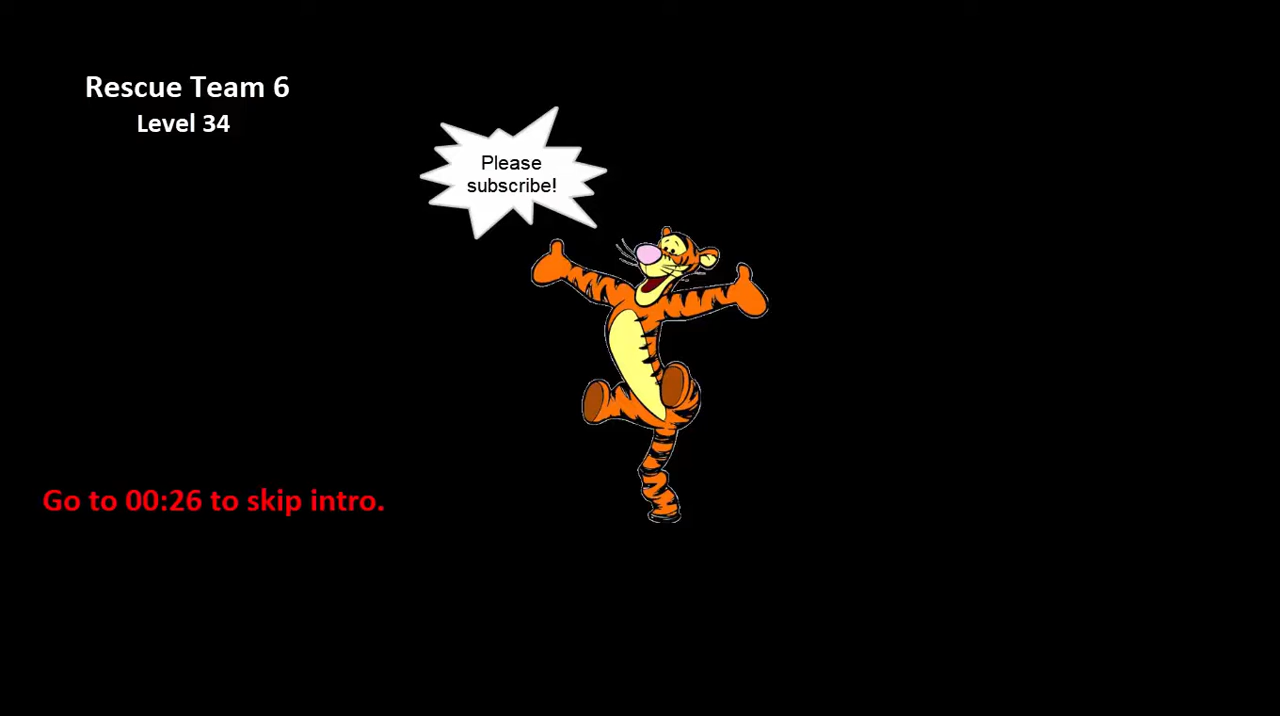 Rescue Team 6
Level 34
Please
subscribe!
Go to 00:26 to skip intro.